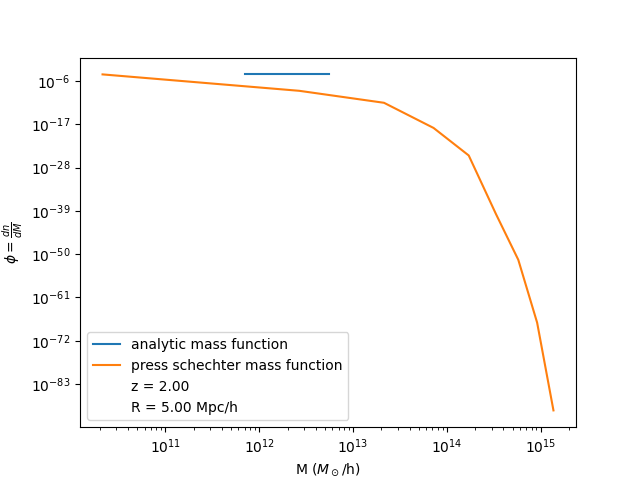 10^{-6}
10^{-17}
10^{-28}
10^{-39}
10^{-50}
10^{-61}
10^{-72}
10^{-83}
ϕ = dn/dM
analytic mass function
press schechter mass function
z = 2.00
R = 5.00 Mpc/h
10^{11} 10^{12} 10^{13} 10^{14} 10^{15}
M (M_⊙/h)